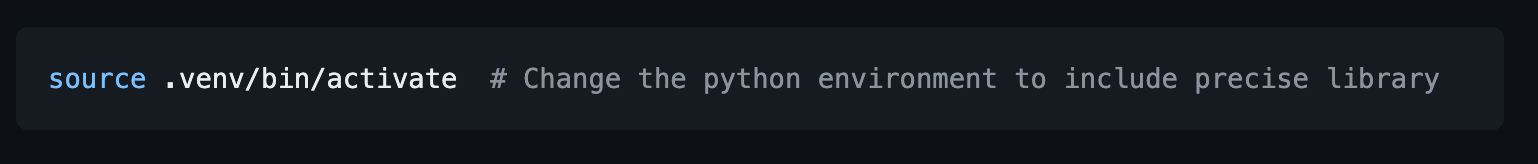 source .venv/bin/activate  # Change the python environment to include precise library